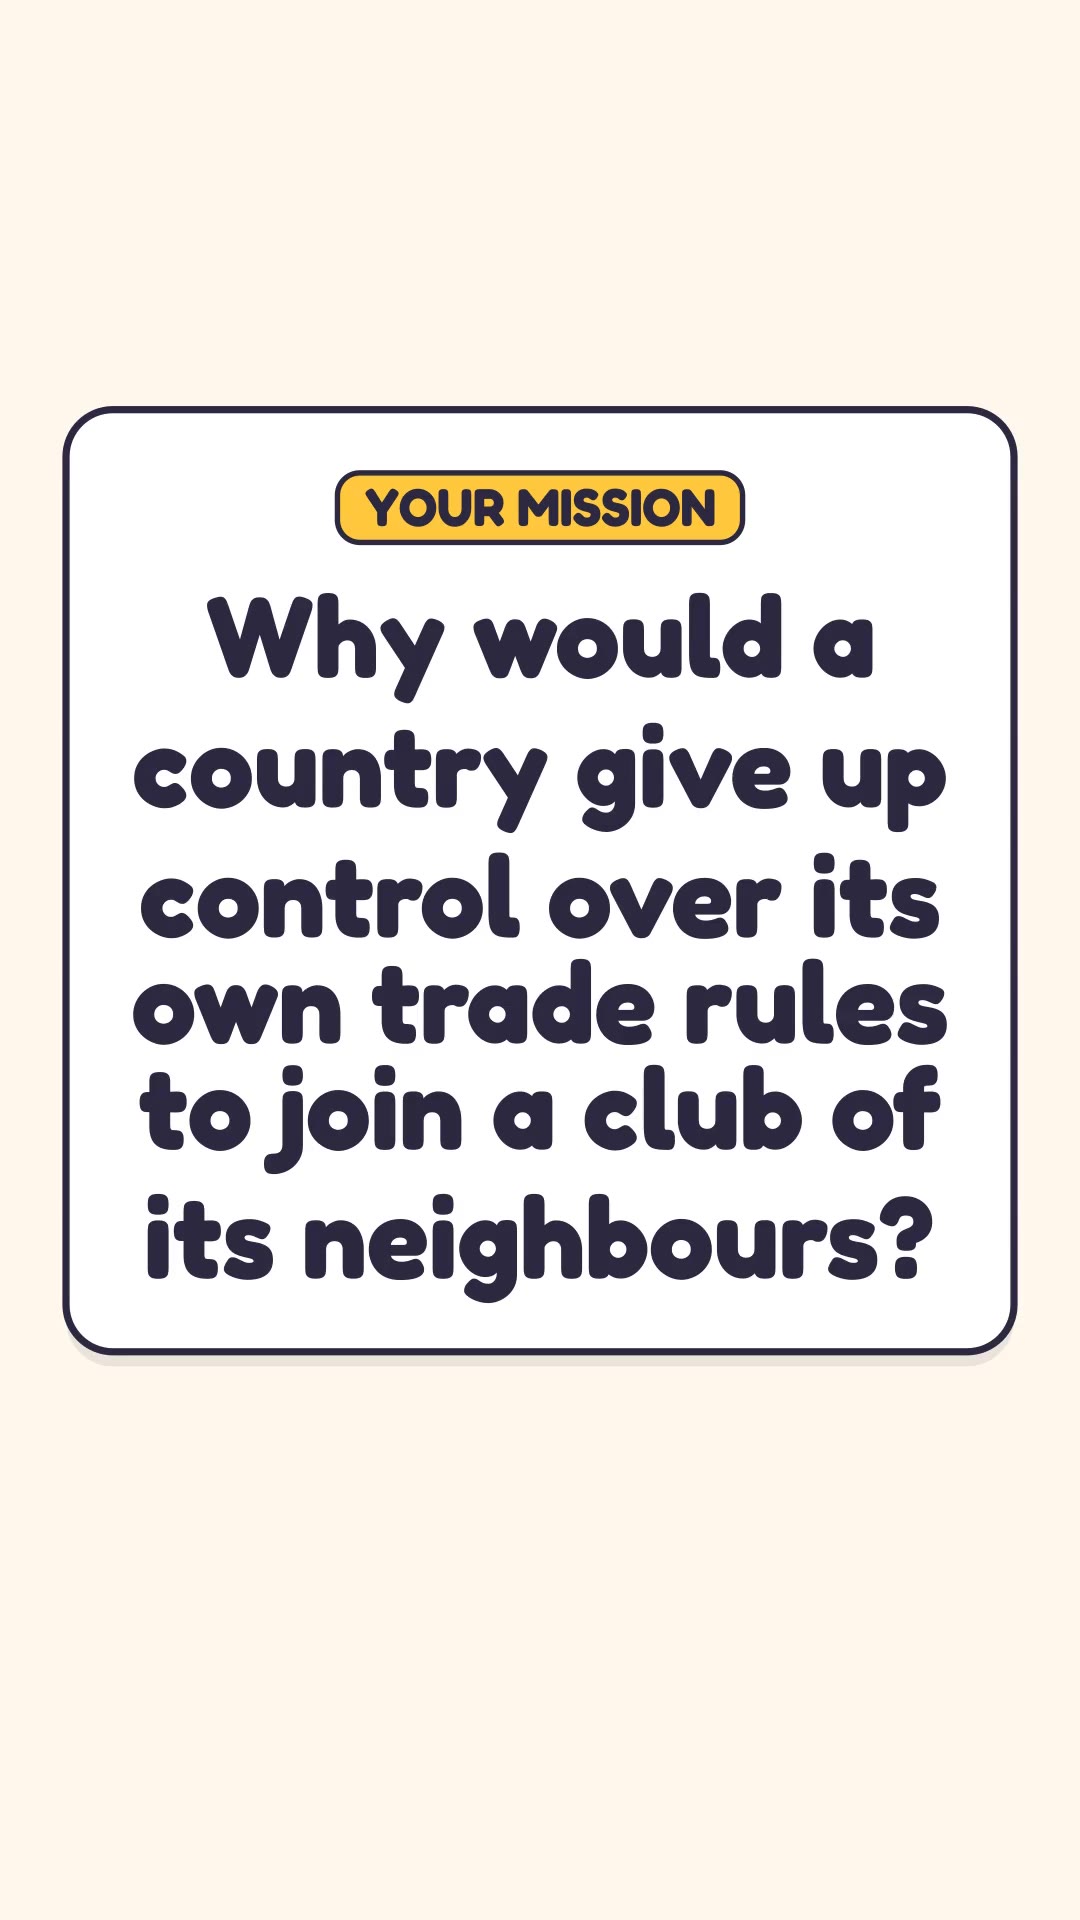 YOUR MISSION
Why would a
country give up
control over its
own trade rules
to join a club of
its neighbours?